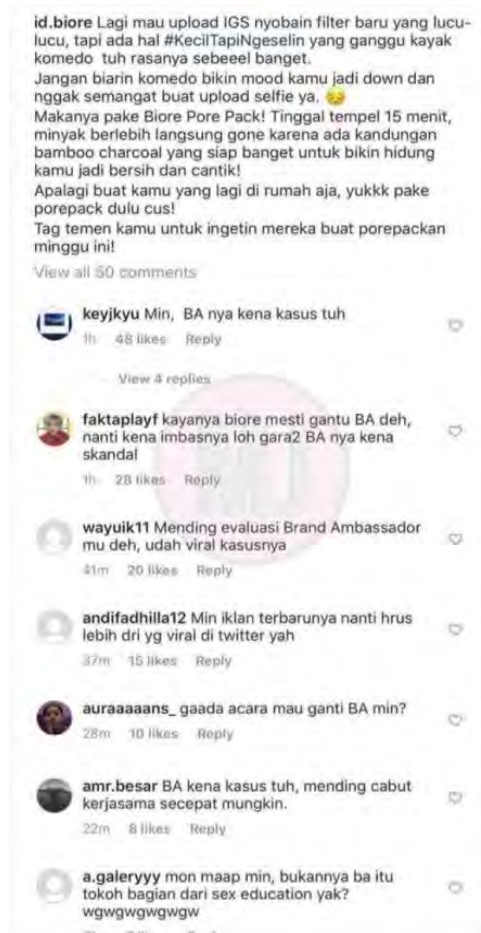 id.biore Lagi mau upload IGS nyobain filter baru yang lucu-
lucu, tapi ada hal #KecilTapiNgeselin yang ganggu kayak
komedo tuh rasanya sebeeel banget.
Jangan biarin komedo bikin mood kamu jadi down dan
nggak semangat buat upload selfie ya. 😔
Makanya pake Biore Pore Pack! Tinggal tempel 15 menit,
minyak berlebih langsung gone karena ada kandungan
bamboo charcoal yang siap banget untuk bikin hidung
kamu jadi bersih dan cantik!
Apalagi buat kamu yang lagi di rumah aja, yukkk pake
porepack dulu cus!
Tag temen kamu untuk ingetin mereka buat porepackan
minggu ini!
View all 50 comments
keyjkyu Min, BA nya kena kasus tuh
1h 48 likes Reply
View 4 replies
faktaplayf kayanya biore mesti gantu BA deh,
nanti kena imbasnya loh gara2 BA nya kena
skandal
1h 28 likes Reply
wayuik11 Mending evaluasi Brand Ambassador
mu deh, udah viral kasusnya
41m 20 likes Reply
andifadhilla12 Min iklan terbarunya nanti hrus
lebih dri yg viral di twitter yah
37m 15 likes Reply
auraaaaans_ gaada acara mau ganti BA min?
28m 10 likes Reply
amr.besar BA kena kasus tuh, mending cabut
kerjasama secepat mungkin.
22m 8 likes Reply
a.galeryyy mon maap min, bukannya ba itu
tokoh bagian dari sex education yak?
wgwgwgwgwgw